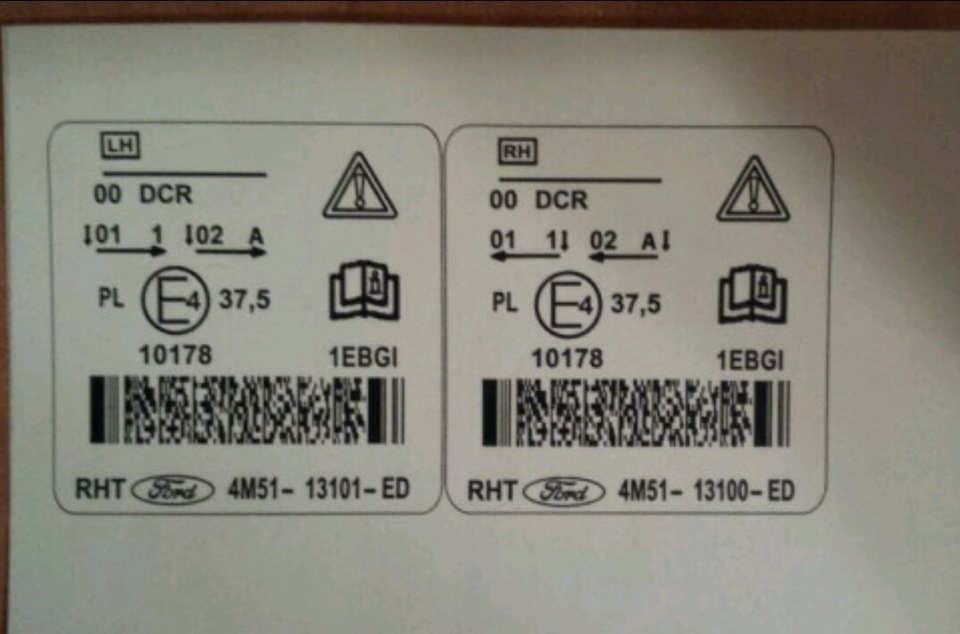 LH
00 DCR
01 1 02 A
PL E4 37,5
10178 1EBGI
RHT Ford 4M51- 13101-ED
RH
00 DCR
01 1 02 A
PL E4 37,5
10178 1EBGI
RHT Ford 4M51- 13100-ED